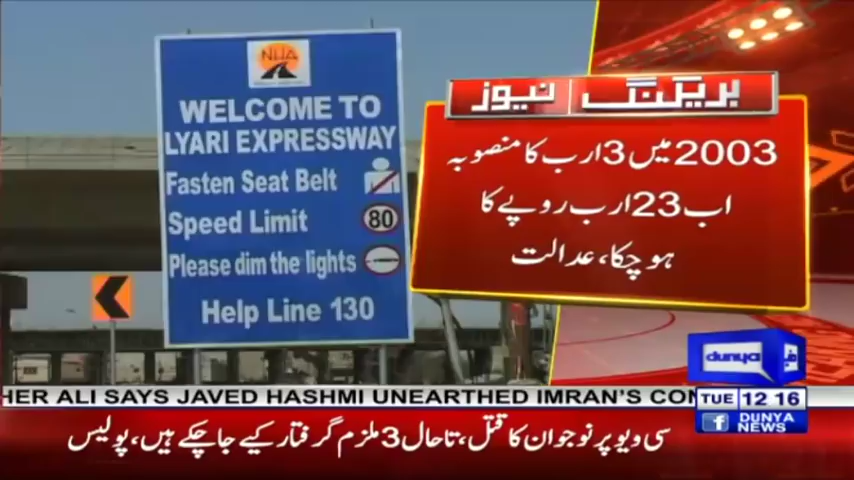 NHA
WELCOME TO
LYARI EXPRESSWAY
Fasten Seat Belt
Speed Limit 80
Please dim the lights
Help Line 130
بریکنگ نیوز
2003 میں 3 ارب کا منصوبہ
اب 23 ارب روپے کا
ہو چکا، عدالت
dunya دنیا
HER ALI SAYS JAVED HASHMI UNEARTHED IMRAN'S CON
TUE 12 16
DUNYA
NEWS
سی ویو پر نوجوان کا قتل، تاحال 3 ملزم گرفتار کیے جا چکے ہیں، پولیس